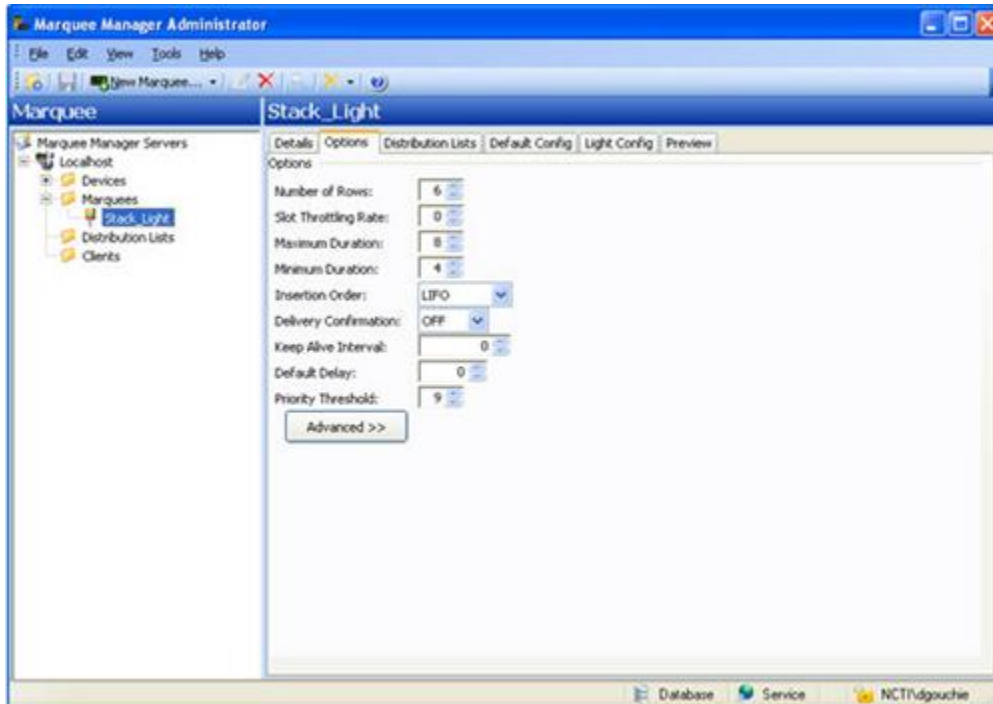 Marquee Manager Administrator
File Edit View Tools Help
New Marquee...
Marquee
Stack_Light
Marquee Manager Servers
Localhost
Devices
Marquees
Stack_Light
Distribution Lists
Clients
Details Options Distribution Lists Default Config Light Config Preview
Options
Number of Rows: 6
Slot Throttling Rate: 0
Maximum Duration: 8
Minimum Duration: 4
Insertion Order: LIFO
Delivery Confirmation: OFF
Keep Alive Interval: 0
Default Delay: 0
Priority Threshold: 9
Advanced >>
Database Service NCTI\dgouchie